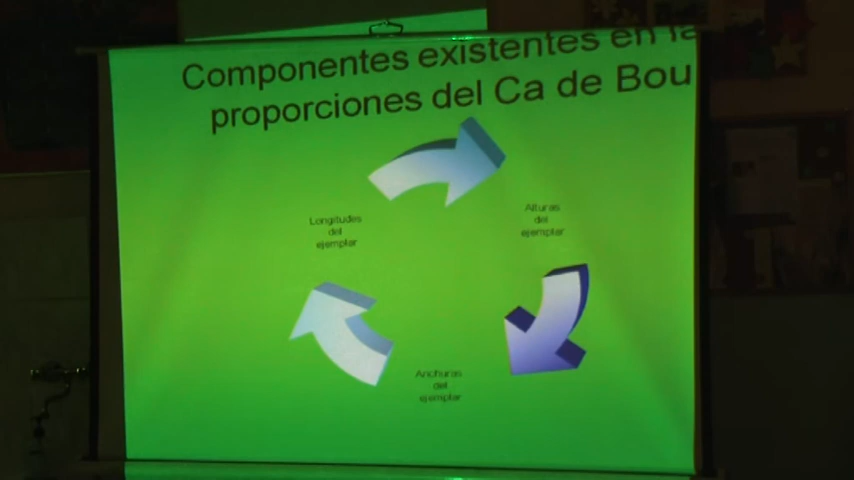 Componentes existentes en la
proporciones del Ca de Bou
Longitudes
del
ejemplar
Alturas
del
ejemplar
Anchuras
del
ejemplar